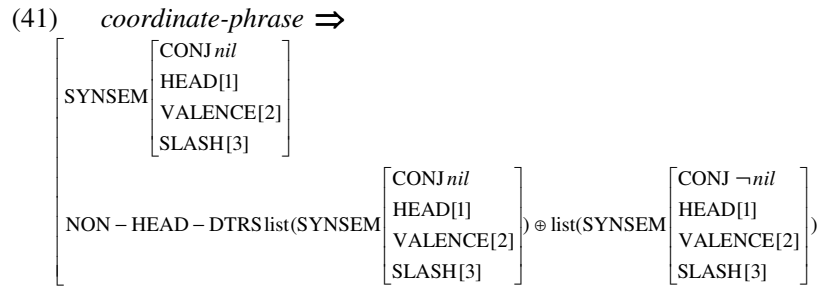 (41) coordinate-phrase ⇒
[SYNSEM [CONJ nil
HEAD[1]
VALENCE[2]
SLASH[3]]
NON – HEAD – DTRS list(SYNSEM [CONJ nil HEAD[1] VALENCE[2] SLASH[3]]) ⊕ list(SYNSEM [CONJ ¬nil HEAD[1] VALENCE[2] SLASH[3]])